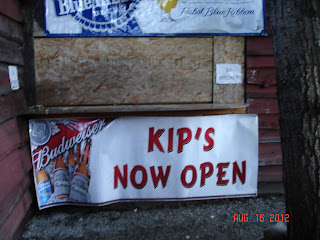 Pabst Blue Ribbon
Budweiser
KIP'S
NOW OPEN
AUG 16 2012